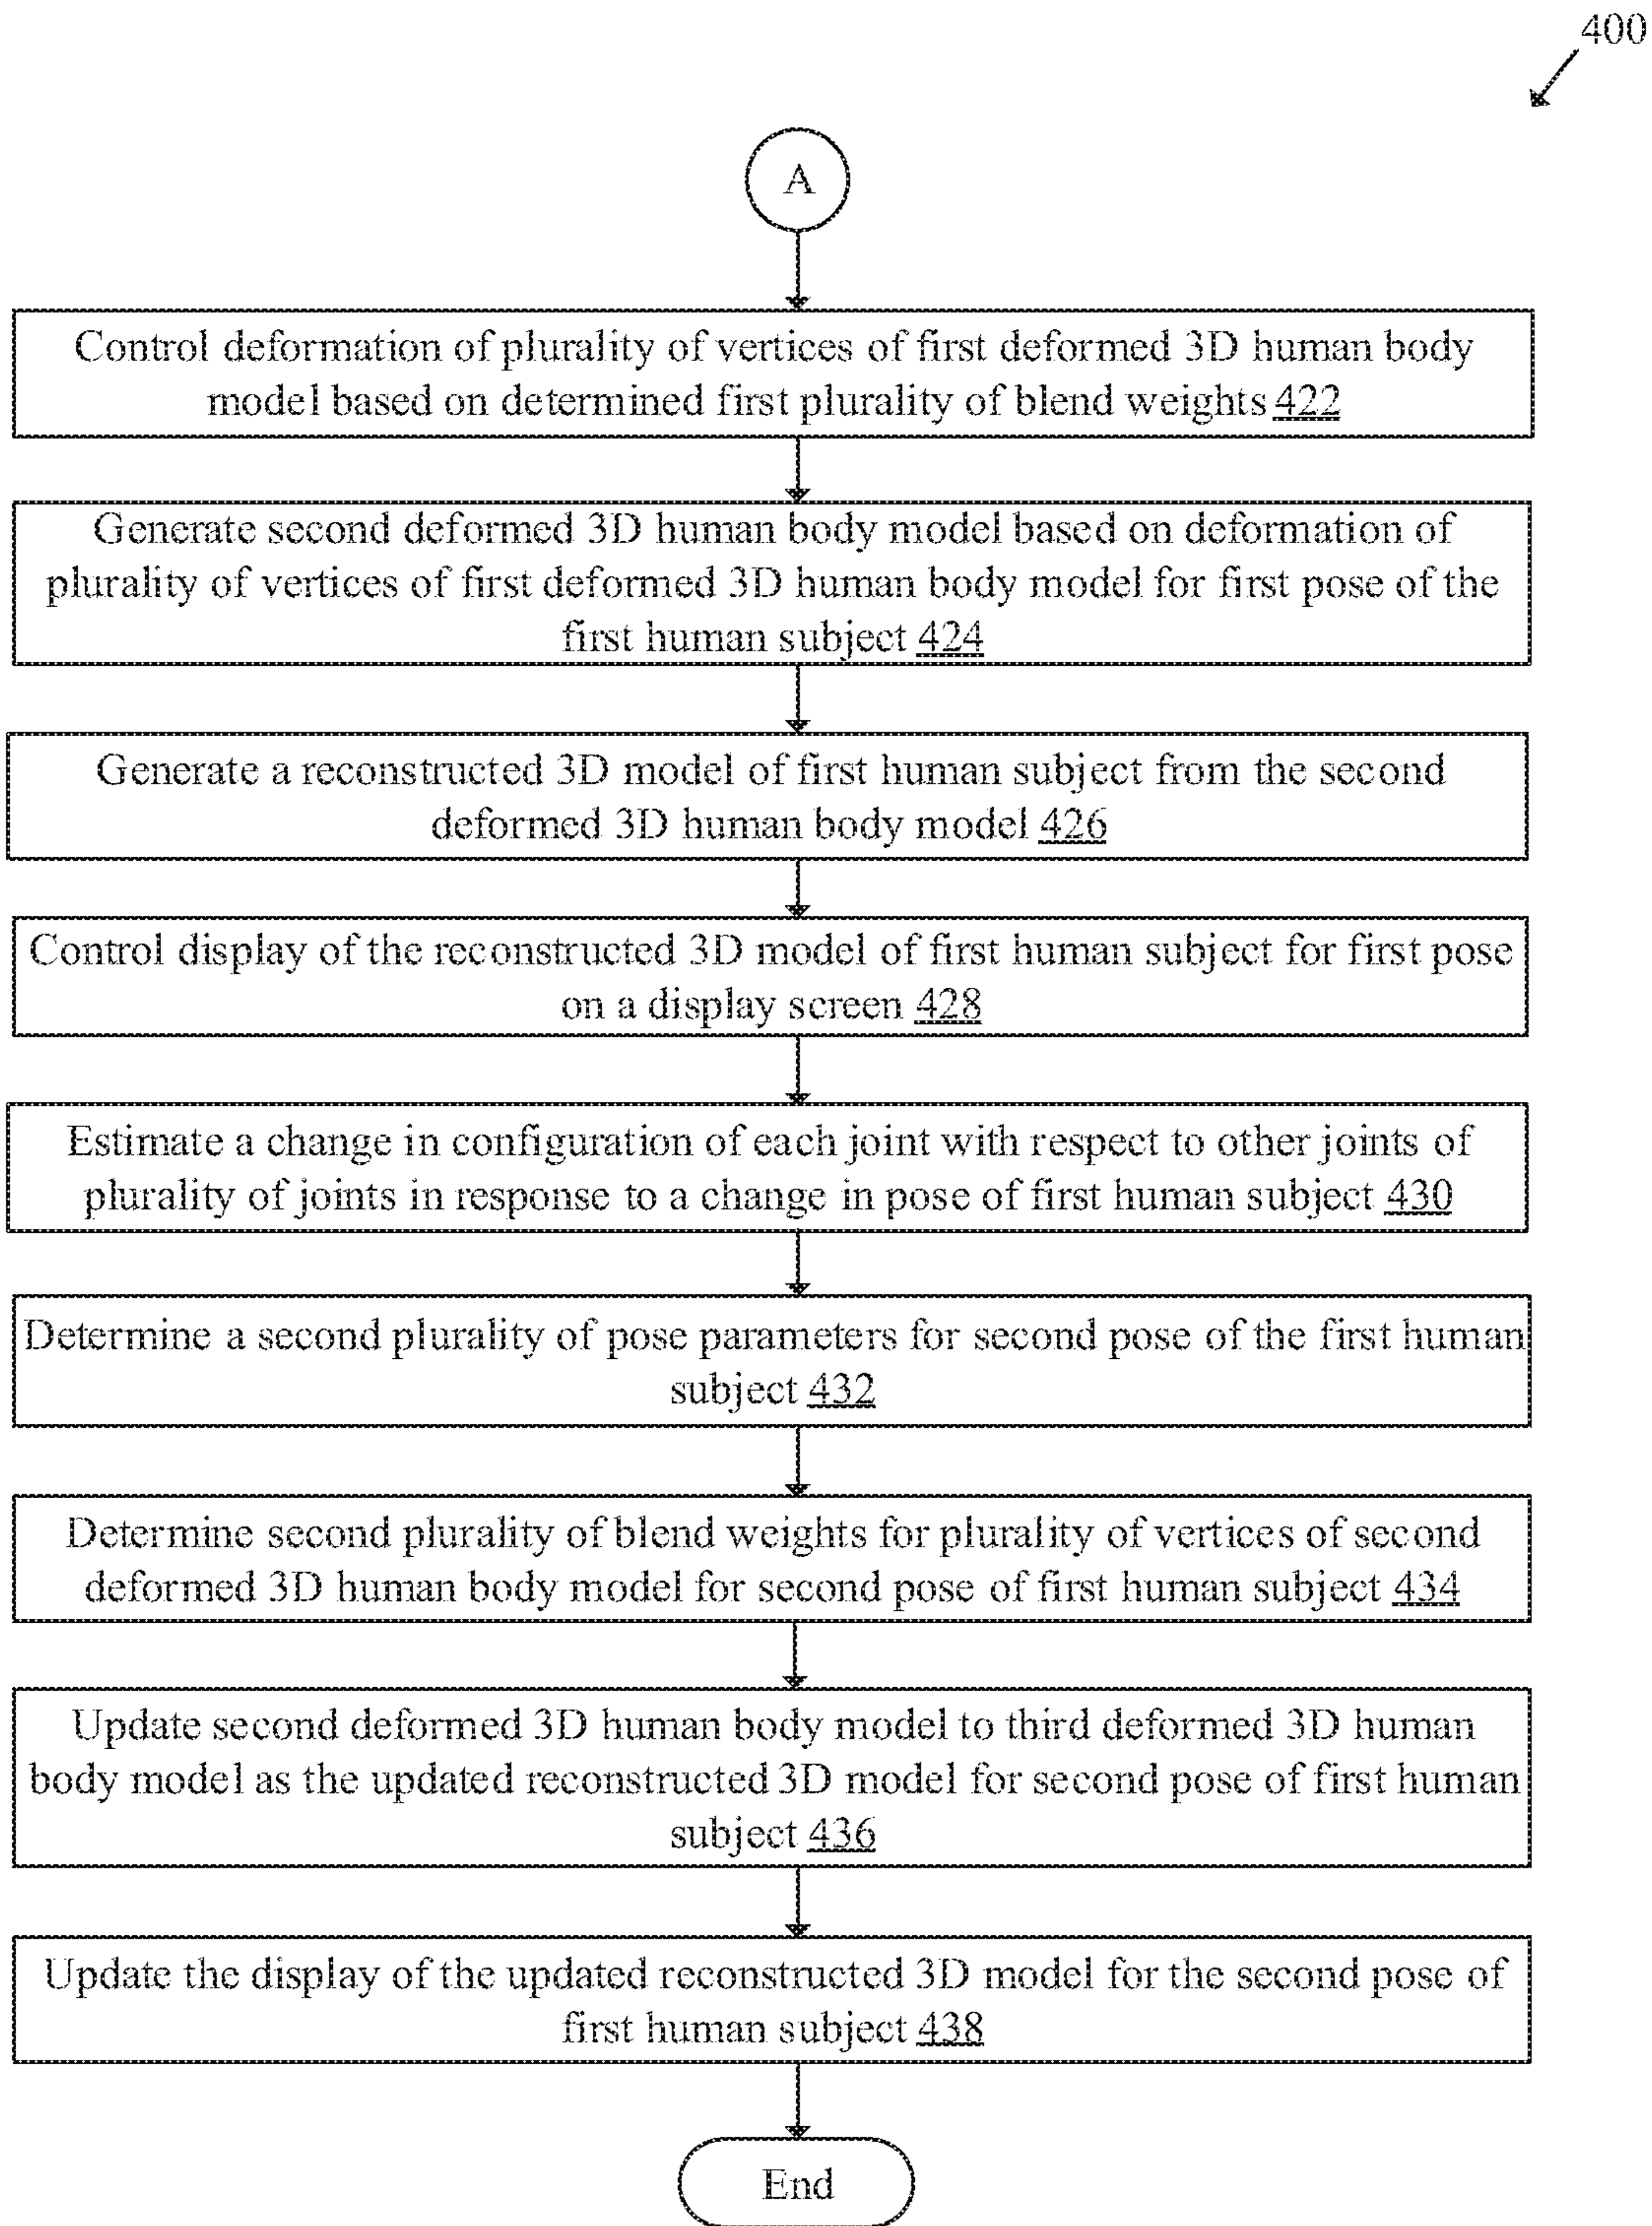 400
A
Control deformation of plurality of vertices of first deformed 3D human body
model based on determined first plurality of blend weights 422
Generate second deformed 3D human body model based on deformation of
plurality of vertices of first deformed 3D human body model for first pose of the
first human subject 424
Generate a reconstructed 3D model of first human subject from the second
deformed 3D human body model 426
Control display of the reconstructed 3D model of first human subject for first pose
on a display screen 428
Estimate a change in configuration of each joint with respect to other joints of
plurality of joints in response to a change in pose of first human subject 430
Determine a second plurality of pose parameters for second pose of the first human
subject 432
Determine second plurality of blend weights for plurality of vertices of second
deformed 3D human body model for second pose of first human subject 434
Update second deformed 3D human body model to third deformed 3D human
body model as the updated reconstructed 3D model for second pose of first human
subject 436
Update the display of the updated reconstructed 3D model for the second pose of
first human subject 438
End